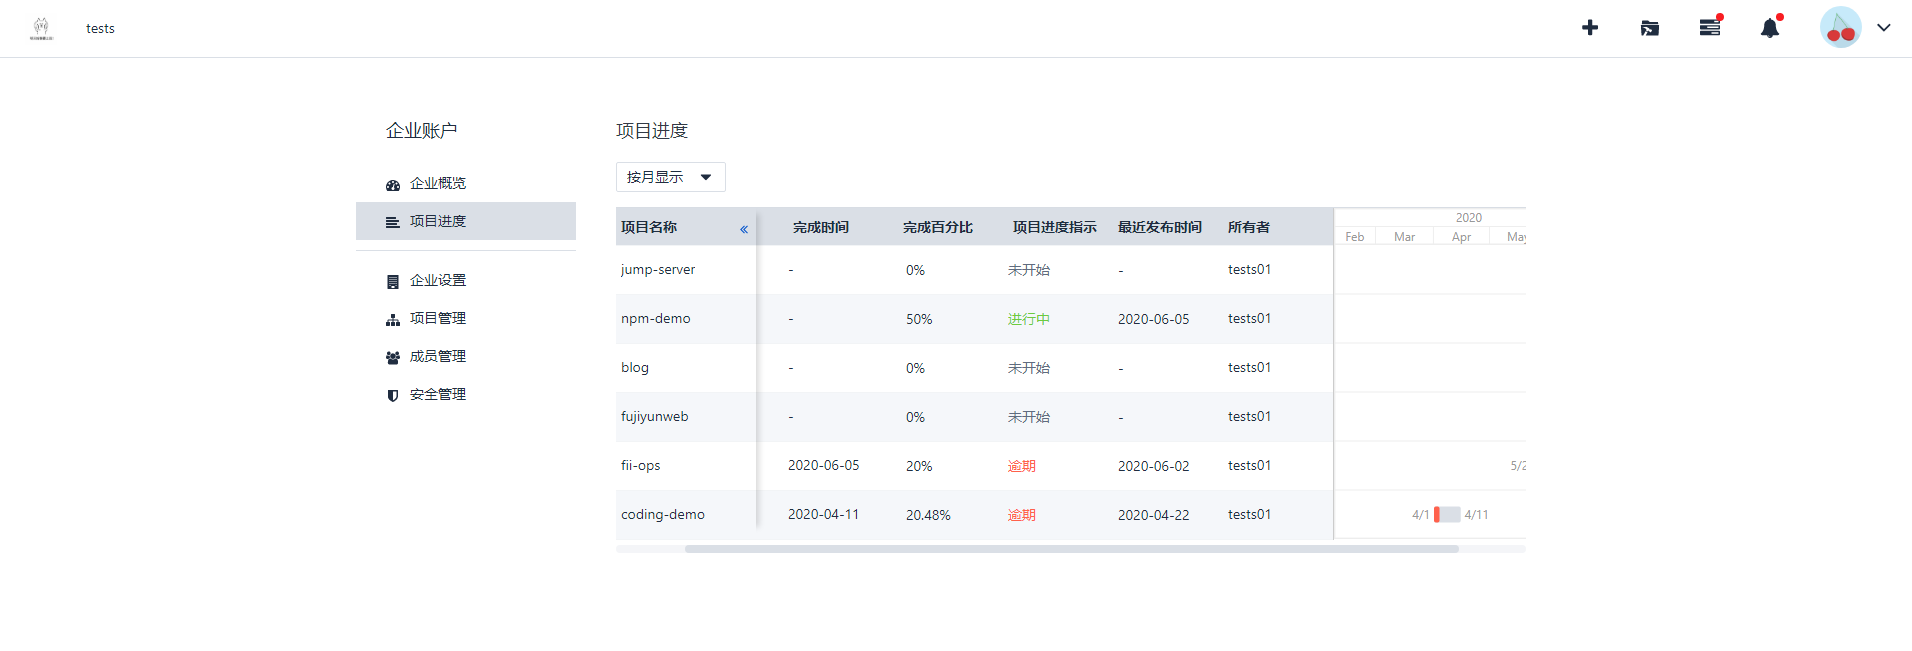 tests
企业账户
企业概览
项目进度
企业设置
项目管理
成员管理
安全管理
项目进度
按月显示
项目名称 « 完成时间 完成百分比 项目进度指示 最近发布时间 所有者 2020
Feb Mar Apr May
jump-server - 0% 未开始 - tests01
npm-demo - 50% 进行中 2020-06-05 tests01
blog - 0% 未开始 - tests01
fujiyunweb - 0% 未开始 - tests01
fii-ops 2020-06-05 20% 逾期 2020-06-02 tests01 5/2
coding-demo 2020-04-11 20.48% 逾期 2020-04-22 tests01 4/1 4/11